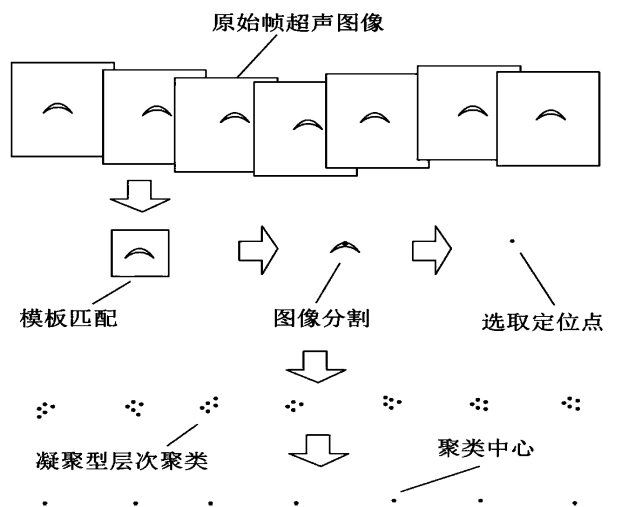 原始帧超声图像
模板匹配
图像分割
选取定位点
凝聚型层次聚类
聚类中心